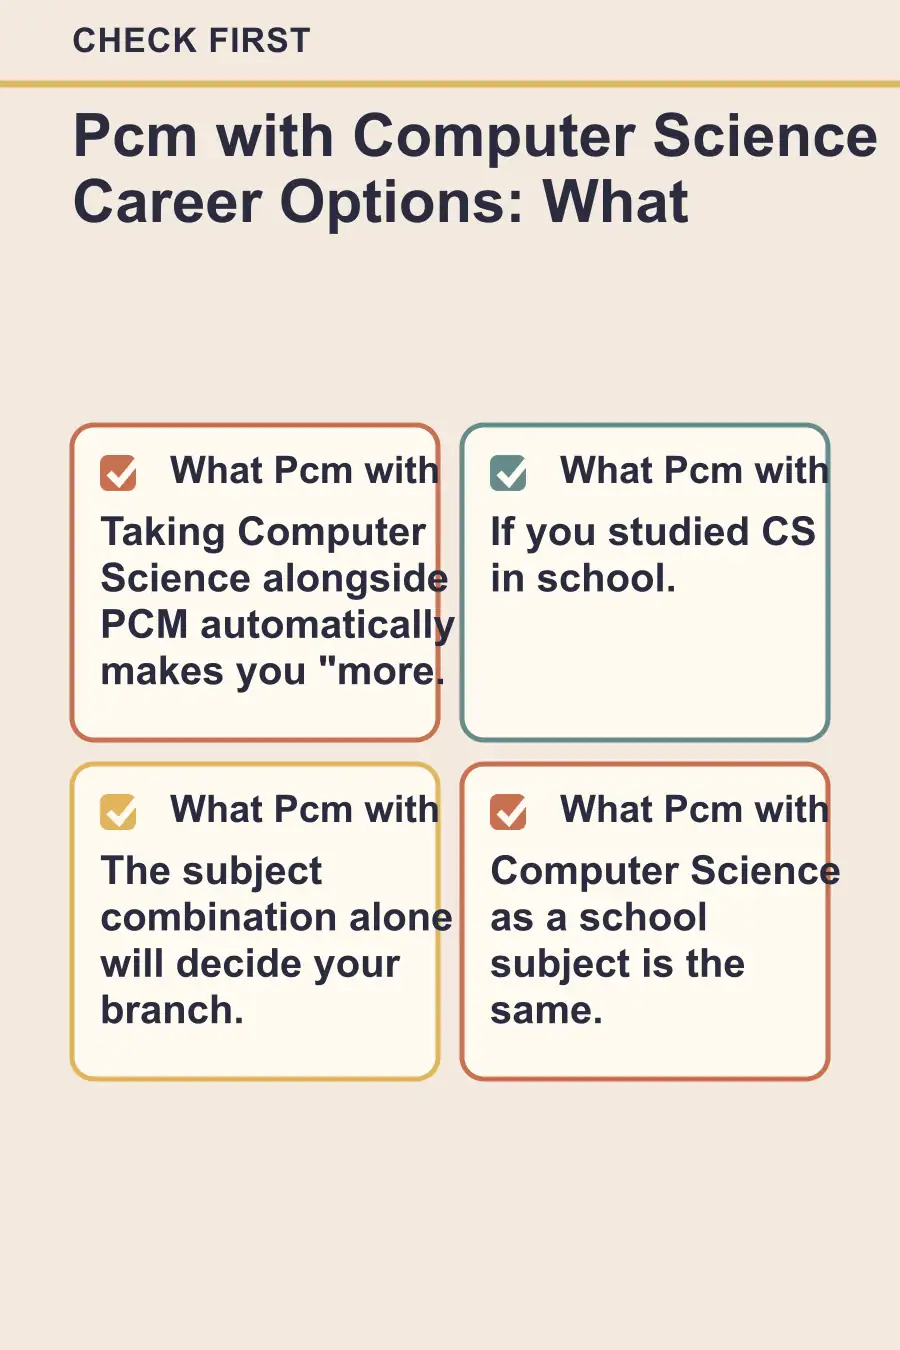 CHECK FIRST
Pcm with Computer Science
Career Options: What
What Pcm with
Taking Computer
Science alongside
PCM automatically
makes you "more.
What Pcm with
If you studied CS
in school.
What Pcm with
The subject
combination alone
will decide your
branch.
What Pcm with
Computer Science
as a school
subject is the
same.